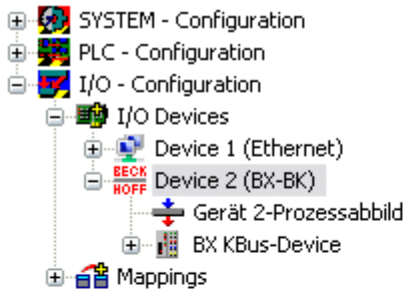 SYSTEM - Configuration
PLC - Configuration
I/O - Configuration
I/O Devices
Device 1 (Ethernet)
BECK
HOFF
Device 2 (BX-BK)
Gerät 2-Prozessabbild
BX KBus-Device
Mappings